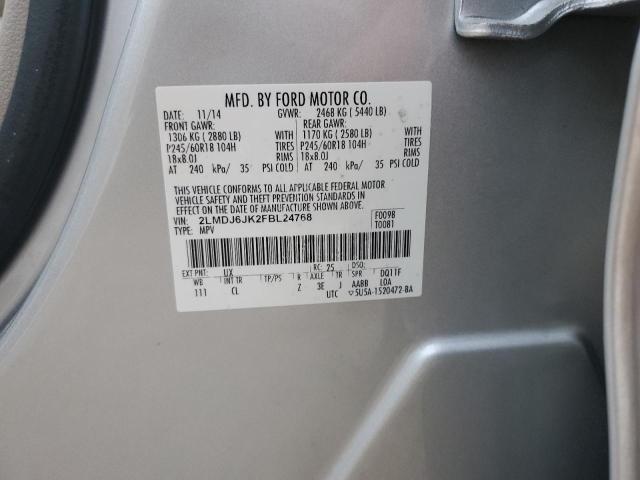 MFD. BY FORD MOTOR CO.
DATE: 11/14 GVWR: 2468 KG ( 5440 LB)
FRONT GAWR: REAR GAWR:
1306 KG ( 2880 LB) WITH 1170 KG ( 2580 LB) WITH
P245/60R18 104H TIRES P245/60R18 104H TIRES
18x8.0J RIMS 18x8.0J RIMS
AT 240 kPa/ 35 PSI COLD AT 240 kPa/ 35 PSI COLD
THIS VEHICLE CONFORMS TO ALL APPLICABLE FEDERAL MOTOR
VEHICLE SAFETY AND BUMPER AND THEFT PREVENTION STANDARDS IN
EFFECT ON THE DATE OF MANUFACTURE SHOWN ABOVE.
VIN: 2LMDJ6JK2FBL24768 F0098
TYPE: MPV T0081
EXT PNT: UX RC: 25 DSO:
WB INT TR TP/PS R AXLE TR SPR DQ11F
111 CL Z 3E J AABB LOA
UTC ▽5U5A-1520472-BA